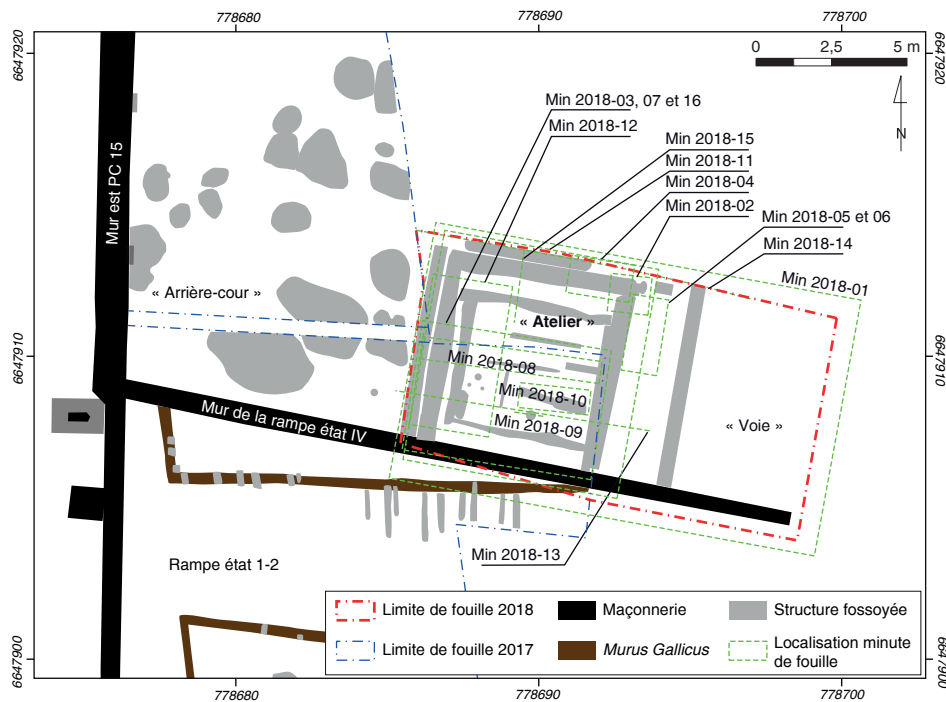 778680
778690
778700
6647920
6647920
0
2,5
5 m
N
Min 2018-03, 07 et 16
Min 2018-12
Min 2018-15
Min 2018-11
Min 2018-04
Min 2018-02
Min 2018-05 et 06
Min 2018-14
Min 2018-01
Mur est PC 15
« Arrière-cour »
« Atelier »
6647910
6647910
Min 2018-08
Min 2018-10
Min 2018-09
Mur de la rampe état IV
« Voie »
Min 2018-13
Rampe état 1-2
Limite de fouille 2018
Maçonnerie
Structure fossoyée
Limite de fouille 2017
Murus Gallicus
Localisation minute
de fouille
6647900
6647900
778680
778690
778700